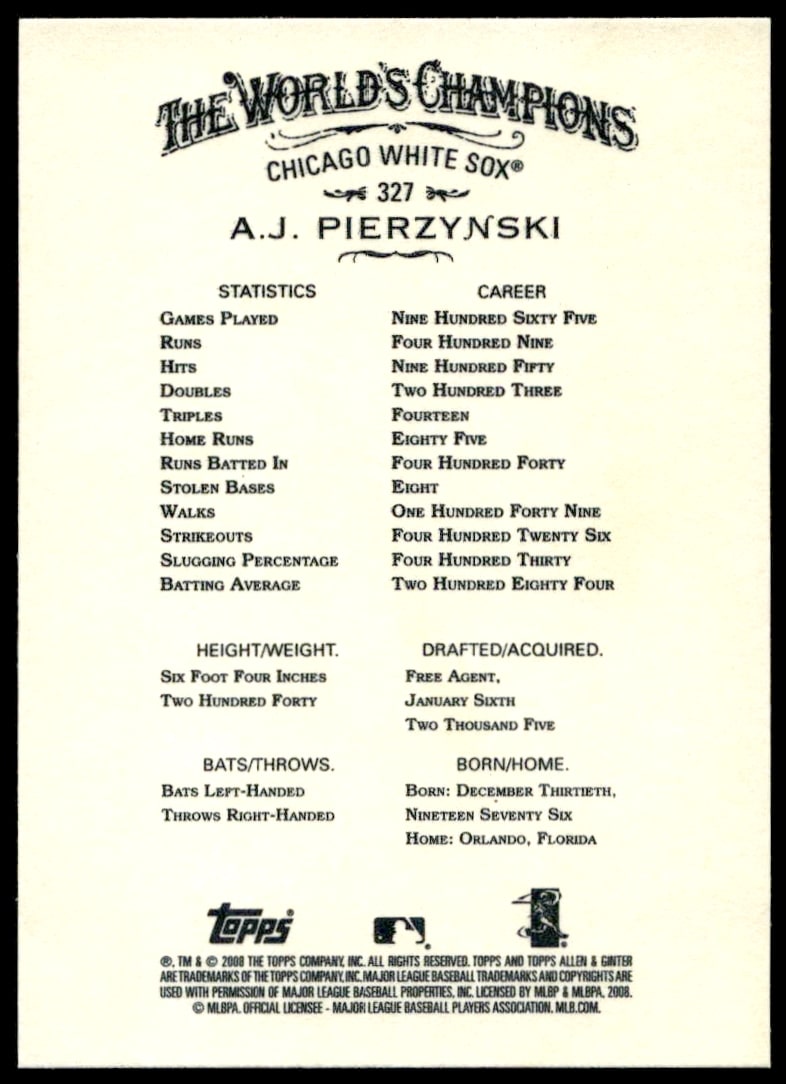 THE WORLD'S CHAMPIONS
CHICAGO WHITE SOX®
327
A.J. PIERZYNSKI
STATISTICS CAREER
GAMES PLAYED NINE HUNDRED SIXTY FIVE
RUNS FOUR HUNDRED NINE
HITS NINE HUNDRED FIFTY
DOUBLES TWO HUNDRED THREE
TRIPLES FOURTEEN
HOME RUNS EIGHTY FIVE
RUNS BATTED IN FOUR HUNDRED FORTY
STOLEN BASES EIGHT
WALKS ONE HUNDRED FORTY NINE
STRIKEOUTS FOUR HUNDRED TWENTY SIX
SLUGGING PERCENTAGE FOUR HUNDRED THIRTY
BATTING AVERAGE TWO HUNDRED EIGHTY FOUR
HEIGHT/WEIGHT.
SIX FOOT FOUR INCHES
TWO HUNDRED FORTY
DRAFTED/ACQUIRED.
FREE AGENT,
JANUARY SIXTH
TWO THOUSAND FIVE
BATS/THROWS.
BATS LEFT-HANDED
THROWS RIGHT-HANDED
BORN/HOME.
BORN: DECEMBER THIRTIETH,
NINETEEN SEVENTY SIX
HOME: ORLANDO, FLORIDA
Topps®
®, TM & © 2008 THE TOPPS COMPANY, INC. ALL RIGHTS RESERVED. TOPPS AND TOPPS ALLEN & GINTER
ARE TRADEMARKS OF THE TOPPS COMPANY, INC. MAJOR LEAGUE BASEBALL TRADEMARKS AND COPYRIGHTS ARE
USED WITH PERMISSION OF MAJOR LEAGUE BASEBALL PROPERTIES, INC. LICENSED BY MLBP & MLBPA, 2008.
© MLBPA. OFFICIAL LICENSEE - MAJOR LEAGUE BASEBALL PLAYERS ASSOCIATION. MLB.COM.